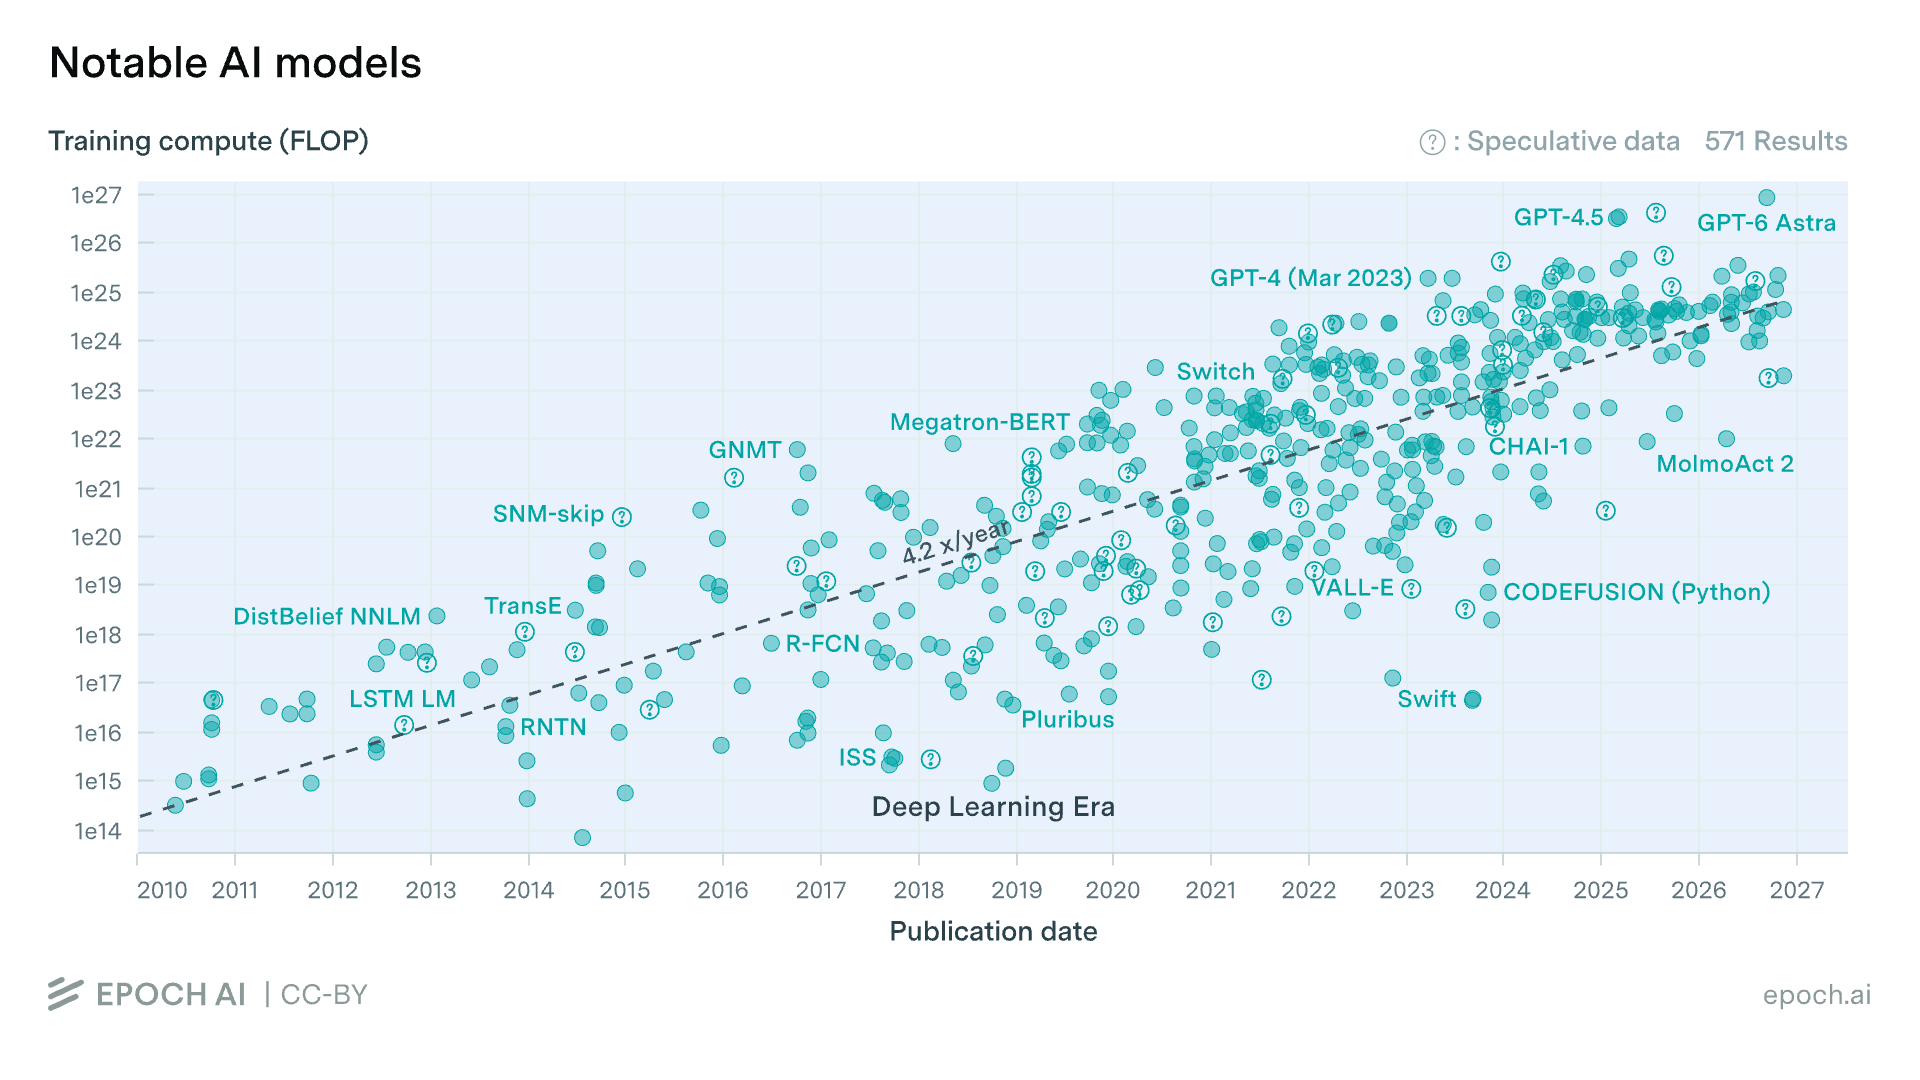 Notable AI models
Training compute (FLOP)
? : Speculative data 571 Results
1e27
1e26
1e25
1e24
1e23
1e22
1e21
1e20
1e19
1e18
1e17
1e16
1e15
1e14
GPT-4.5
GPT-6 Astra
GPT-4 (Mar 2023)
Switch
Megatron-BERT
GNMT
CHAI-1
MolmoAct 2
SNM-skip
4.2 x/year
VALL-E
CODEFUSION (Python)
TransE
DistBelief NNLM
R-FCN
LSTM LM
Swift
RNTN
Pluribus
ISS
Deep Learning Era
2010 2011 2012 2013 2014 2015 2016 2017 2018 2019 2020 2021 2022 2023 2024 2025 2026 2027
Publication date
EPOCH AI | CC-BY
epoch.ai